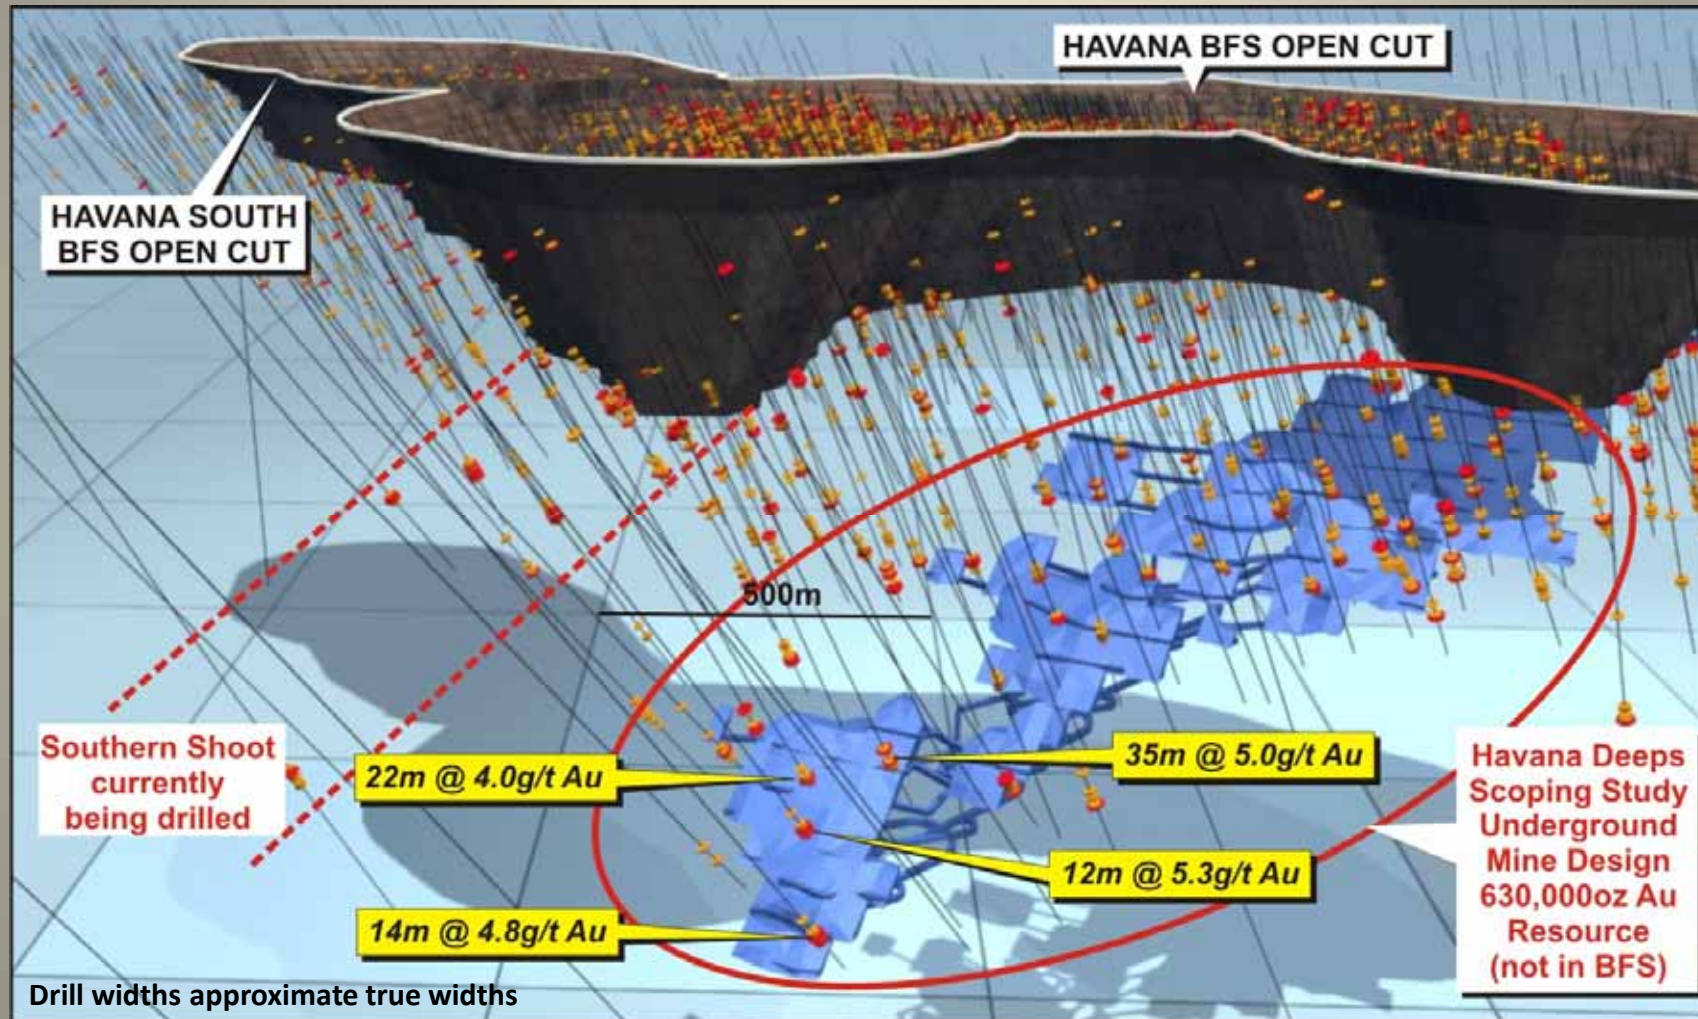 HAVANA BFS OPEN CUT
HAVANA SOUTH
BFS OPEN CUT
500m
Southern Shoot
currently
being drilled
22m @ 4.0g/t Au
35m @ 5.0g/t Au
12m @ 5.3g/t Au
14m @ 4.8g/t Au
Havana Deeps
Scoping Study
Underground
Mine Design
630,000oz Au
Resource
(not in BFS)
Drill widths approximate true widths